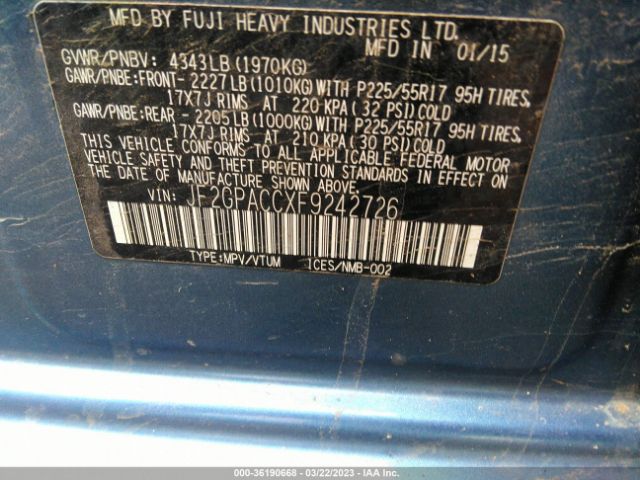 MFD BY FUJI HEAVY INDUSTRIES LTD.
MFD IN 01/15
GVWR/PNBV: 4343LB(1970KG)
GAWR/PNBE:FRONT- 2227LB(1010KG)WITH P225/55R17 95H TIRES,
17X7J RIMS AT 220 KPA(32 PSI)COLD
GAWR/PNBE:REAR - 2205LB(1000KG)WITH P225/55R17 95H TIRES,
17X7J RIMS AT 210 KPA(30 PSI)COLD
THIS VEHICLE CONFORMS TO ALL APPLICABLE FEDERAL MOTOR
VEHICLE SAFETY AND THEFT PREVENTION STANDARDS IN EFFECT ON
THE DATE OF MANUFACTURE SHOWN ABOVE.
VIN: JF2GPACCXF9242726
TYPE:MPV/VTUM ICES/NMB-002
000-36190668 - 03/22/2023 - IAA Inc.